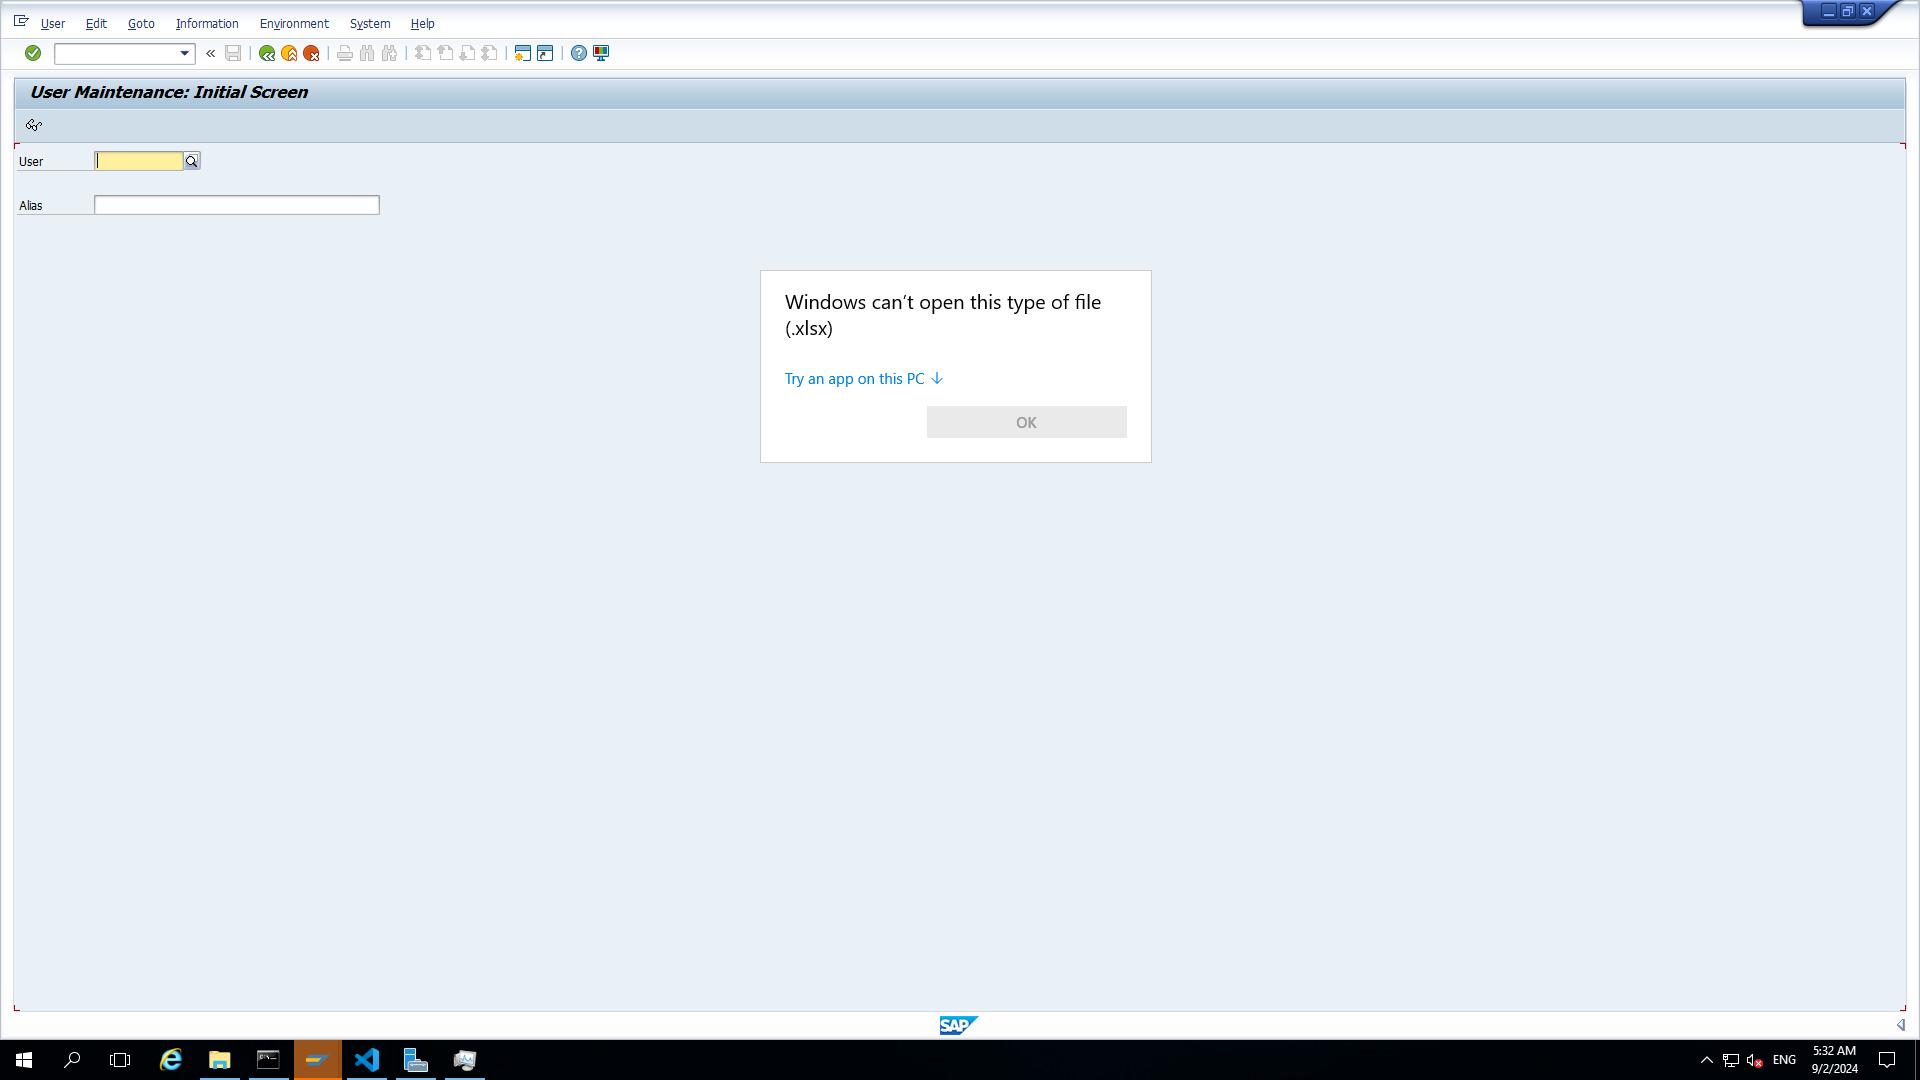 User Edit Goto Information Environment System Help
User Maintenance: Initial Screen
User
Alias
Windows can't open this type of file
(.xlsx)
Try an app on this PC
OK
SAP
ENG
5:32 AM
9/2/2024